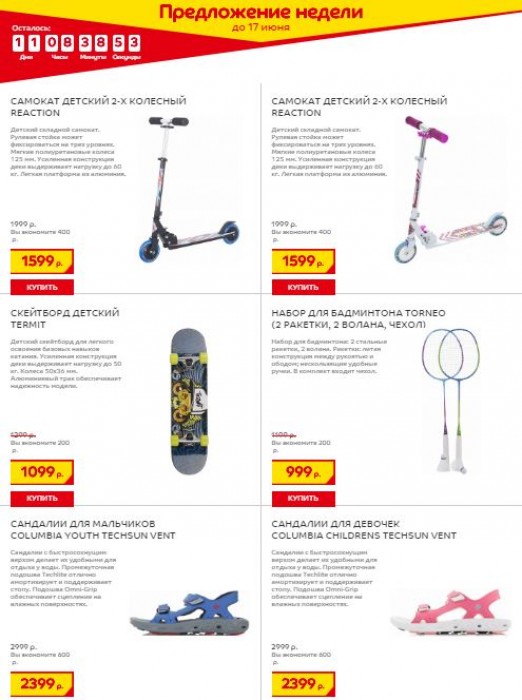 Предложение недели
до 17 июня
Осталось:
11 08 38 53
Дни Часы Минуты Секунды
САМОКАТ ДЕТСКИЙ 2-Х КОЛЕСНЫЙ
REACTION
Детский складной самокат.
Рулевая стойка может
фиксироваться на трех уровнях.
Мягкие полиуретановые колеса
125 мм. Усиленная конструкция
деки выдерживает нагрузку до 60
кг. Легкая платформа из алюминия.
1999 р.
Вы экономите 400
р.
1599 р.
КУПИТЬ
САМОКАТ ДЕТСКИЙ 2-Х КОЛЕСНЫЙ
REACTION
Детский складной самокат.
Рулевая стойка может
фиксироваться на трех уровнях.
Мягкие полиуретановые колеса
125 мм. Усиленная конструкция
деки выдерживает нагрузку до 60
кг. Легкая платформа из алюминия.
1999 р.
Вы экономите 400
р.
1599 р.
КУПИТЬ
СКЕЙТБОРД ДЕТСКИЙ
TERMIT
Детский скейтборд для легкого
освоения базовых навыков
катания. Усиленная конструкция
деки выдерживает нагрузку до 50
кг. Колеса 50х36 мм.
Алюминиевый трак обеспечивает
надежность модели.
1299 р.
Вы экономите 200
р.
1099 р.
КУПИТЬ
НАБОР ДЛЯ БАДМИНТОНА TORNEO
(2 РАКЕТКИ, 2 ВОЛАНА, ЧЕХОЛ)
Набор для бадминтона: 2 стальные
ракетки, 2 волана. Ракетки: литая
конструкция между рукоятью и
ободом; нескользящие удобные
ручки. В комплект входит чехол.
1199 р.
Вы экономите 200
р.
999 р.
КУПИТЬ
САНДАЛИИ ДЛЯ МАЛЬЧИКОВ
COLUMBIA YOUTH TECHSUN VENT
Сандалии с быстросохнущим
верхом делает их удобными для
отдыха у воды. Промежуточная
подошва Techlite отлично
амортизирует и поддерживает
стопу. Подошва Omni-Grip
обеспечивает сцепление на
влажных поверхностях.
2999 р.
Вы экономите 600
р.
2399 р.
САНДАЛИИ ДЛЯ ДЕВОЧЕК
COLUMBIA CHILDRENS TECHSUN VENT
Сандалии с быстросохнущим
верхом делает их удобными для
отдыха у воды. Промежуточная
подошва Techlite отлично
амортизирует и поддерживает
стопу. Подошва Omni-Grip
обеспечивает сцепление на
влажных поверхностях.
2999 р.
Вы экономите 600
р.
2399 р.